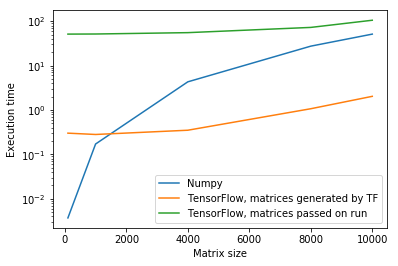 10²
10¹
10⁰
10⁻¹
10⁻²
Execution time
Numpy
TensorFlow, matrices generated by TF
TensorFlow, matrices passed on run
0 2000 4000 6000 8000 10000
Matrix size